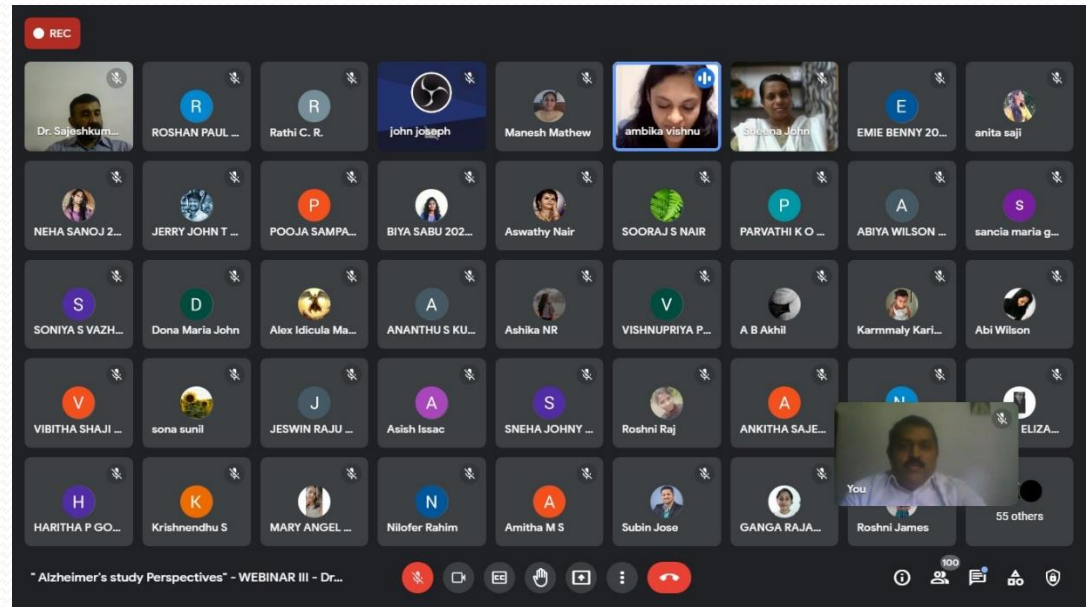 REC
Dr. Sajeshkum...
R
ROSHAN PAUL ...
R
Rathi C. R.
john joseph
Manesh Mathew
ambika vishnu
Sheena John
E
EMIE BENNY 20...
anita saji
NEHA SANOJ 2...
JERRY JOHN T ...
P
POOJA SAMPA...
BIYA SABU 202...
Aswathy Nair
SOORAJ S NAIR
P
PARVATHI K O ...
A
ABIYA WILSON ...
s
sancia maria g...
S
SONIYA S VAZH...
D
Dona Maria John
Alex Idicula Ma...
A
ANANTHU S KU...
Ashika NR
V
VISHNUPRIYA P...
A B Akhil
Karmmaly Kari...
Abi Wilson
V
VIBITHA SHAJI ...
sona sunil
J
JESWIN RAJU ...
A
Asish Issac
S
SNEHA JOHNY ...
Roshni Raj
A
ANKITHA SAJE...
N
ELIZA...
You
H
HARITHA P GO...
K
Krishnendhu S
MARY ANGEL ...
N
Nilofer Rahim
A
Amitha M S
Subin Jose
GANGA RAJA...
Roshni James
55 others
" Alzheimer's study Perspectives" - WEBINAR III - Dr...
CC
100